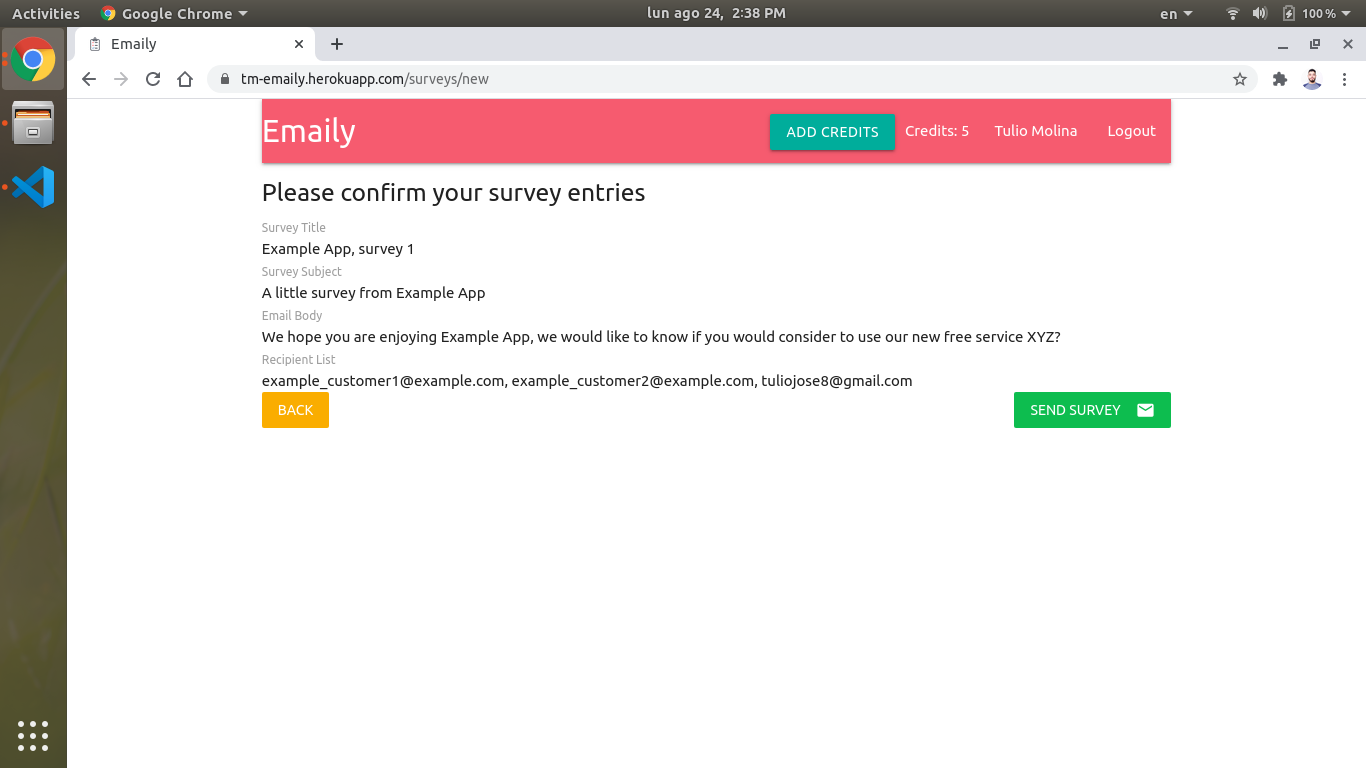 Activities Google Chrome lun ago 24, 2:38 PM en 100%
Emaily
tm-emaily.herokuapp.com/surveys/new
Emaily ADD CREDITS Credits: 5 Tulio Molina Logout
Please confirm your survey entries
Survey Title
Example App, survey 1
Survey Subject
A little survey from Example App
Email Body
We hope you are enjoying Example App, we would like to know if you would consider to use our new free service XYZ?
Recipient List
example_customer1@example.com, example_customer2@example.com, tuliojose8@gmail.com
BACK SEND SURVEY